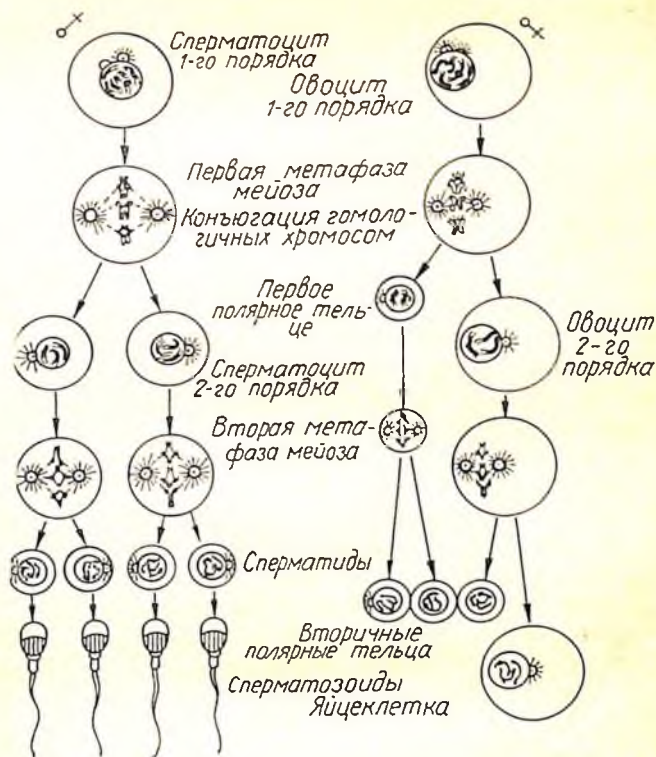 Сперматоцит
1-го порядка
Овоцит
1-го порядка
Первая метафаза
мейоза
Конъюгация гомоло-
гичных хромосом
Первое
полярное тель-
це
Овоцит
2-го
порядка
Сперматоцит
2-го порядка
Вторая мета-
фаза мейоза
Сперматиды
Вторичные
полярные тельца
Сперматозоиды
Яйцеклетка